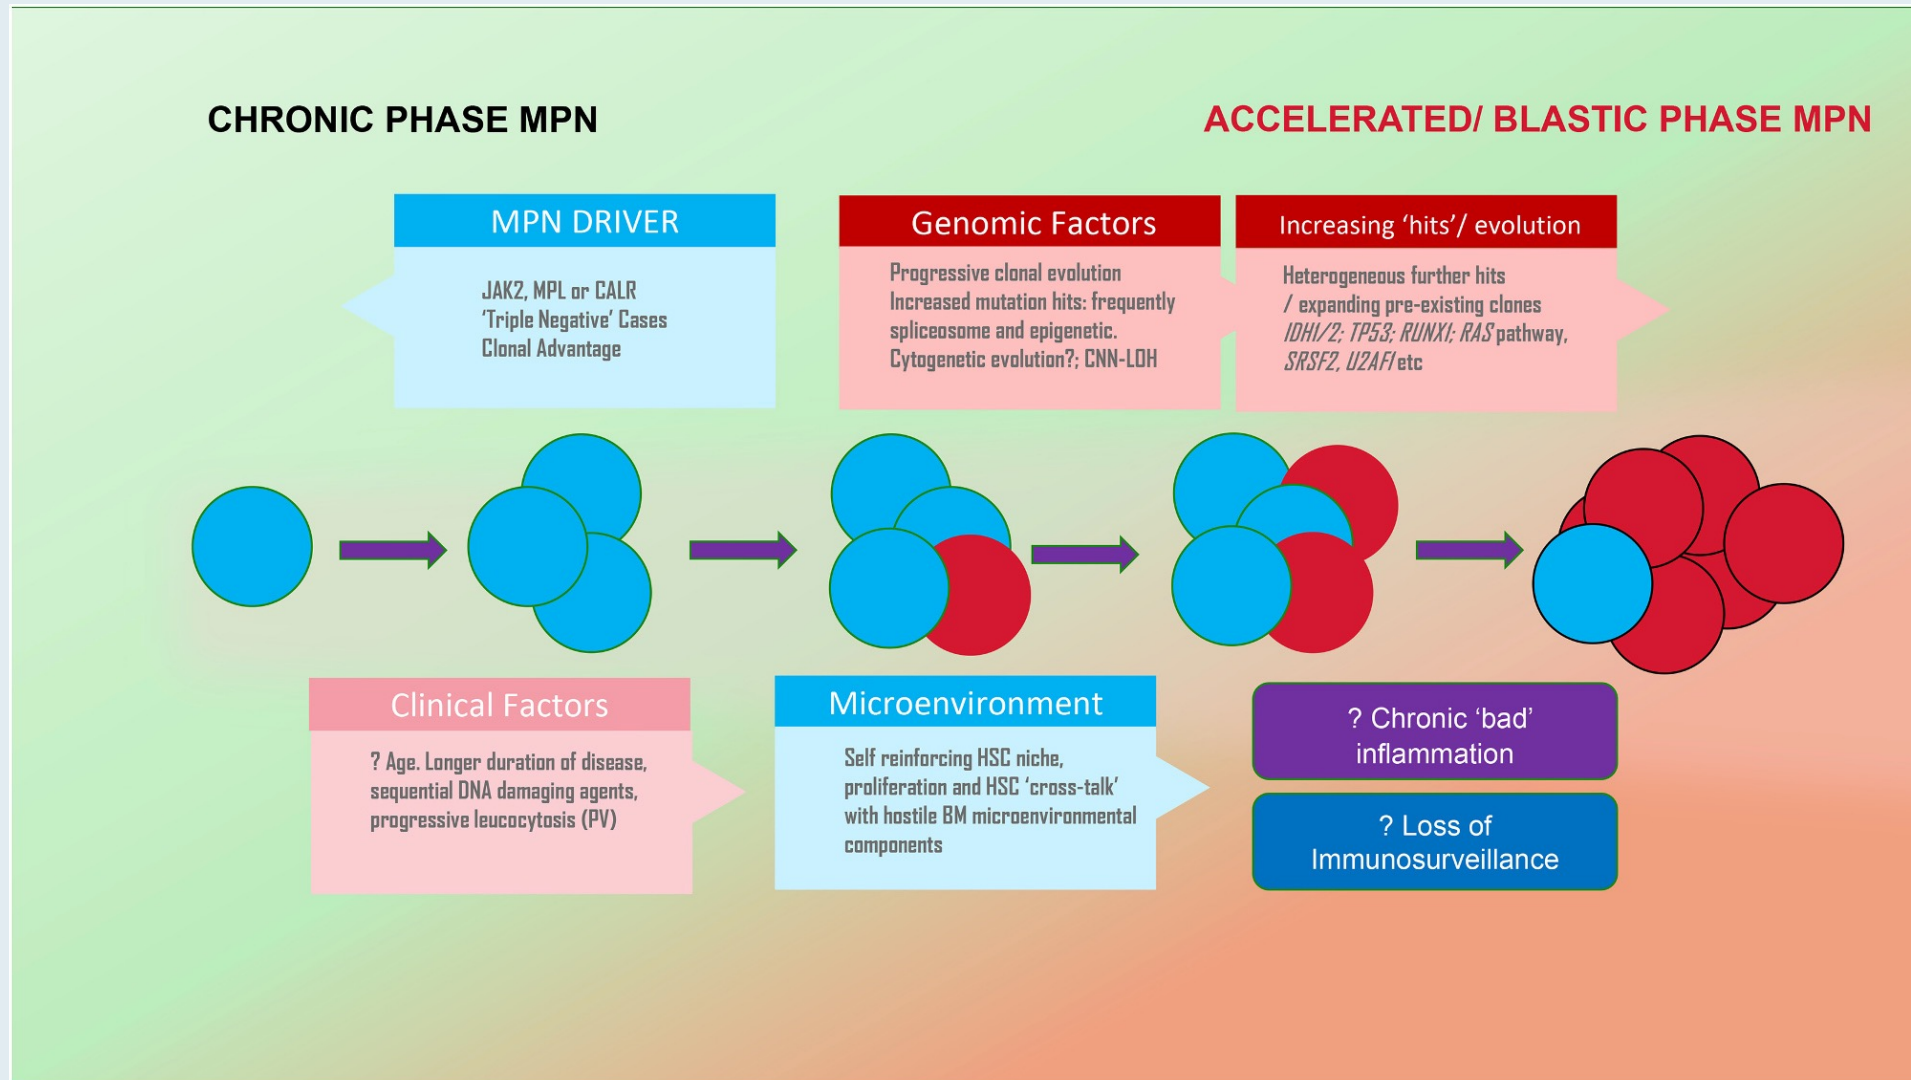 CHRONIC PHASE MPN
ACCELERATED/ BLASTIC PHASE MPN
MPN DRIVER
JAK2, MPL or CALR
'Triple Negative' Cases
Clonal Advantage
Genomic Factors
Progressive clonal evolution
Increased mutation hits: frequently
spliceosome and epigenetic.
Cytogenetic evolution?; CNN-LOH
Increasing ‘hits’/ evolution
Heterogeneous further hits
/ expanding pre-existing clones
IDH1/2; TP53; RUNX1; RAS pathway,
SRSF2, U2AF1 etc
Clinical Factors
? Age. Longer duration of disease,
sequential DNA damaging agents,
progressive leucocytosis (PV)
Microenvironment
Self reinforcing HSC niche,
proliferation and HSC ‘cross-talk’
with hostile BM microenvironmental
components
? Chronic ‘bad’
inflammation
? Loss of
Immunosurveillance